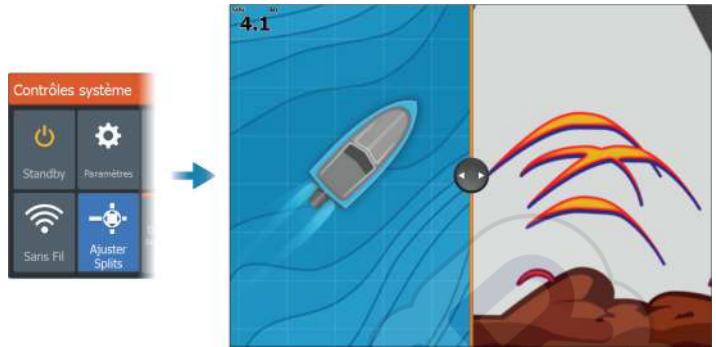 Contrôles système
Standby
Paramètres
Sans Fil
Ajuster
Splits
4.1